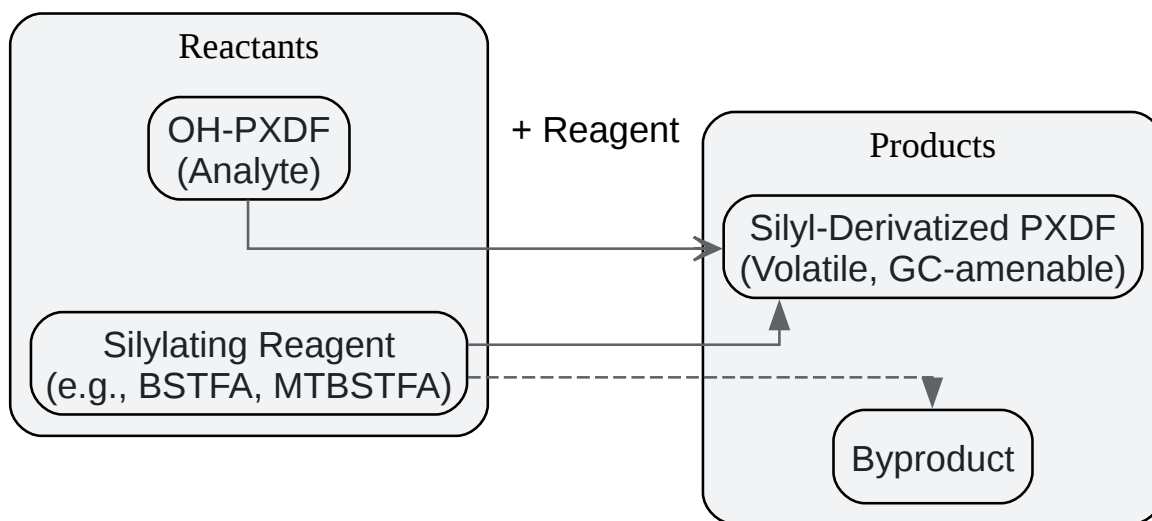 Reactants
OH-PXDF
(Analyte)
+ Reagent
Products
Silyl-Derivatized PXDF
(Volatile, GC-amenable)
Silylating Reagent
(e.g., BSTFA, MTBSTFA)
Byproduct